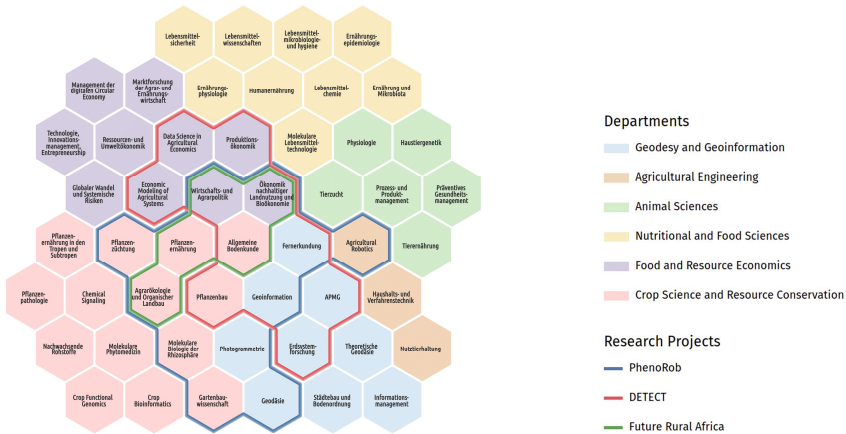 Lebensmittel-
sicherheit
Lebensmittel-
wissenschaften
Lebensmittel-
mikrobiologie-
und hygiene
Ernährungs-
epidemiologie
Management der
digitalen Circular
Economy
Marktforschung
der Agrar- und
Ernährungs-
wirtschaft
Ernährungs-
physiologie
Humanernährung
Lebensmittel-
chemie
Ernährung und
Mikrobiota
Technologie,
Innovations-
management,
Entrepreneurship
Ressourcen- und
Umweltökonomik
Data Science in
Agricultural
Economics
Produktions-
ökonomik
Molekulare
Lebensmittel-
technologie
Physiologie
Haustiergenetik
Globaler Wandel
und Systemische
Risiken
Economic
Modeling of
Agricultural
Systems
Wirtschafts- und
Agrarpolitik
Ökonomik
nachhaltiger
Landnutzung und
Bioökonomie
Tierzucht
Prozess- und
Produkt-
management
Präventives
Gesundheits-
management
Pflanzen-
ernährung in den
Tropen und
Subtropen
Pflanzen-
züchtung
Pflanzen-
ernährung
Allgemeine
Bodenkunde
Fernerkundung
Agricultural
Robotics
Tierernährung
Pflanzen-
pathologie
Chemical
Signaling
Agrarökologie
und Organischer
Landbau
Pflanzenbau
Geoinformation
APMG
Haushalts- und
Verfahrenstechnik
Nachwachsende
Rohstoffe
Molekulare
Phytomedizin
Molekulare
Biologie der
Rhizosphäre
Photogrammetrie
Erdsystem-
forschung
Theoretische
Geodäsie
Nutztierhaltung
Crop Functional
Genomics
Crop
Bioinformatics
Gartenbau-
wissenschaft
Geodäsie
Städtebau und
Bodenordnung
Informations-
management
Departments
Geodesy and Geoinformation
Agricultural Engineering
Animal Sciences
Nutritional and Food Sciences
Food and Resource Economics
Crop Science and Resource Conservation
Research Projects
PhenoRob
DETECT
Future Rural Africa